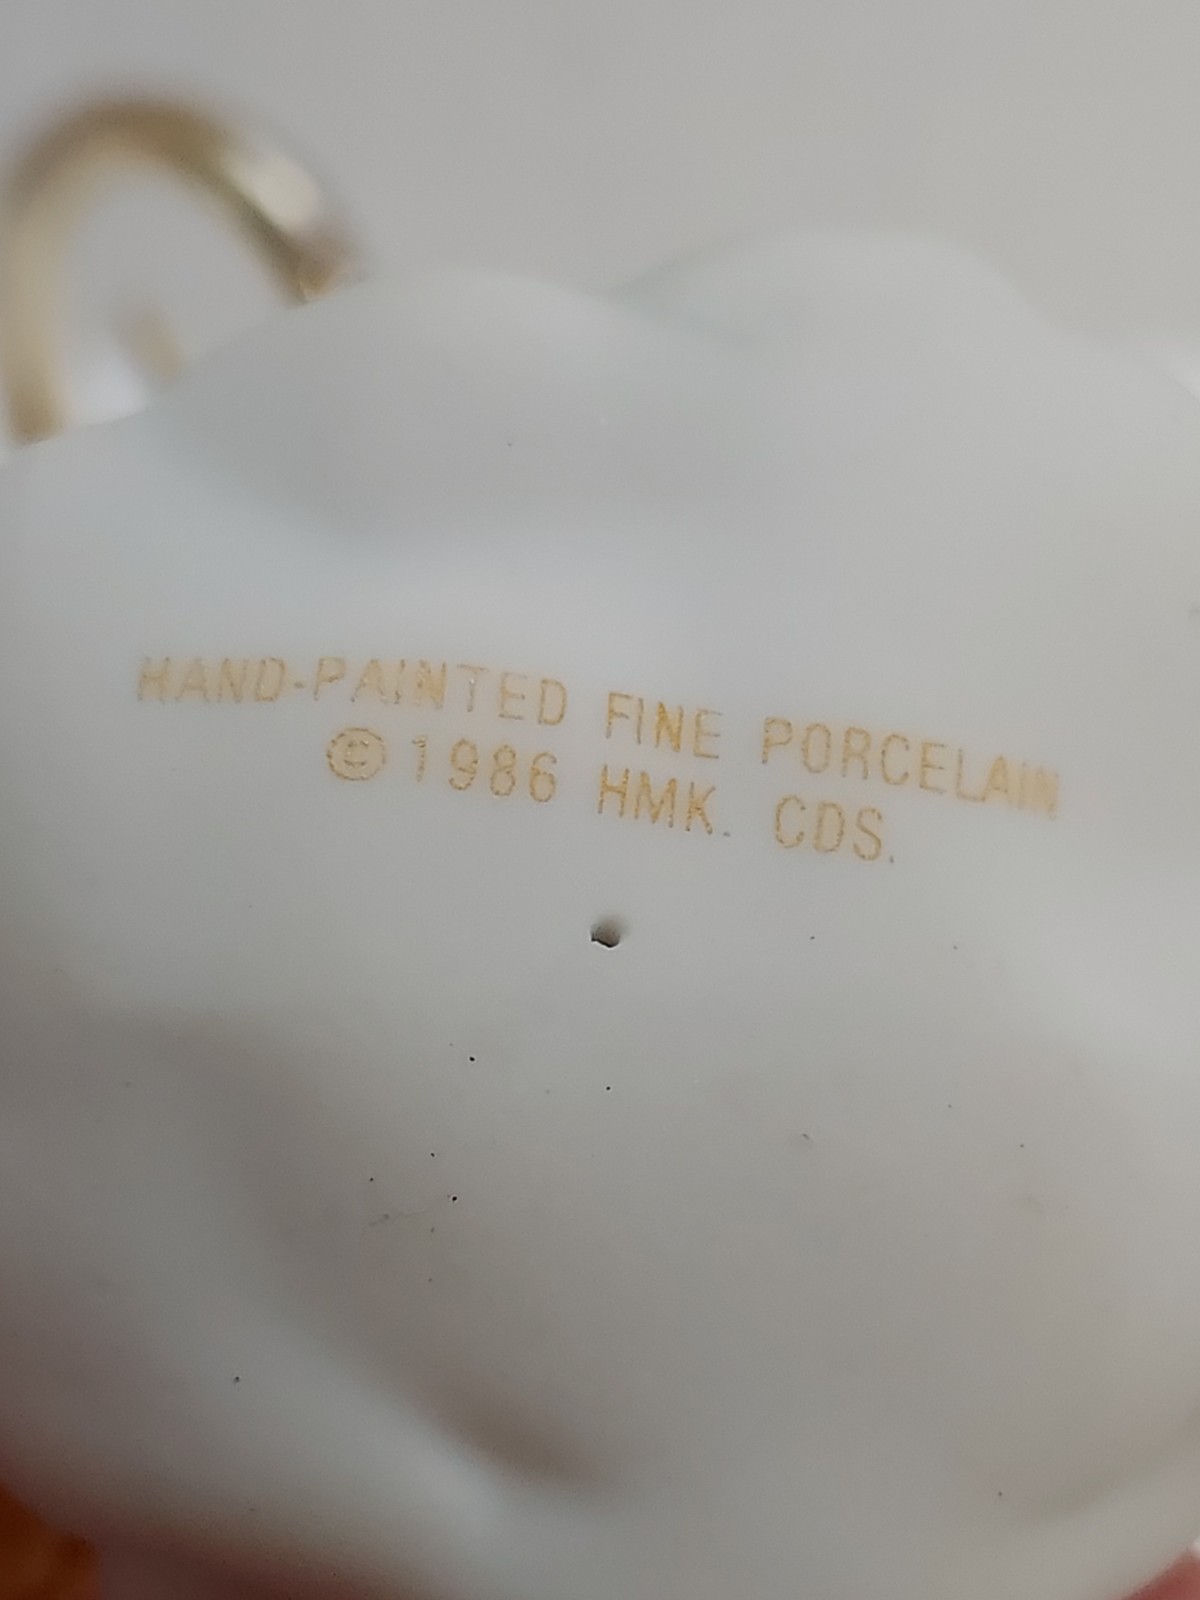 HAND-PAINTED FINE PORCELAIN
© 1986 HMK. CDS.